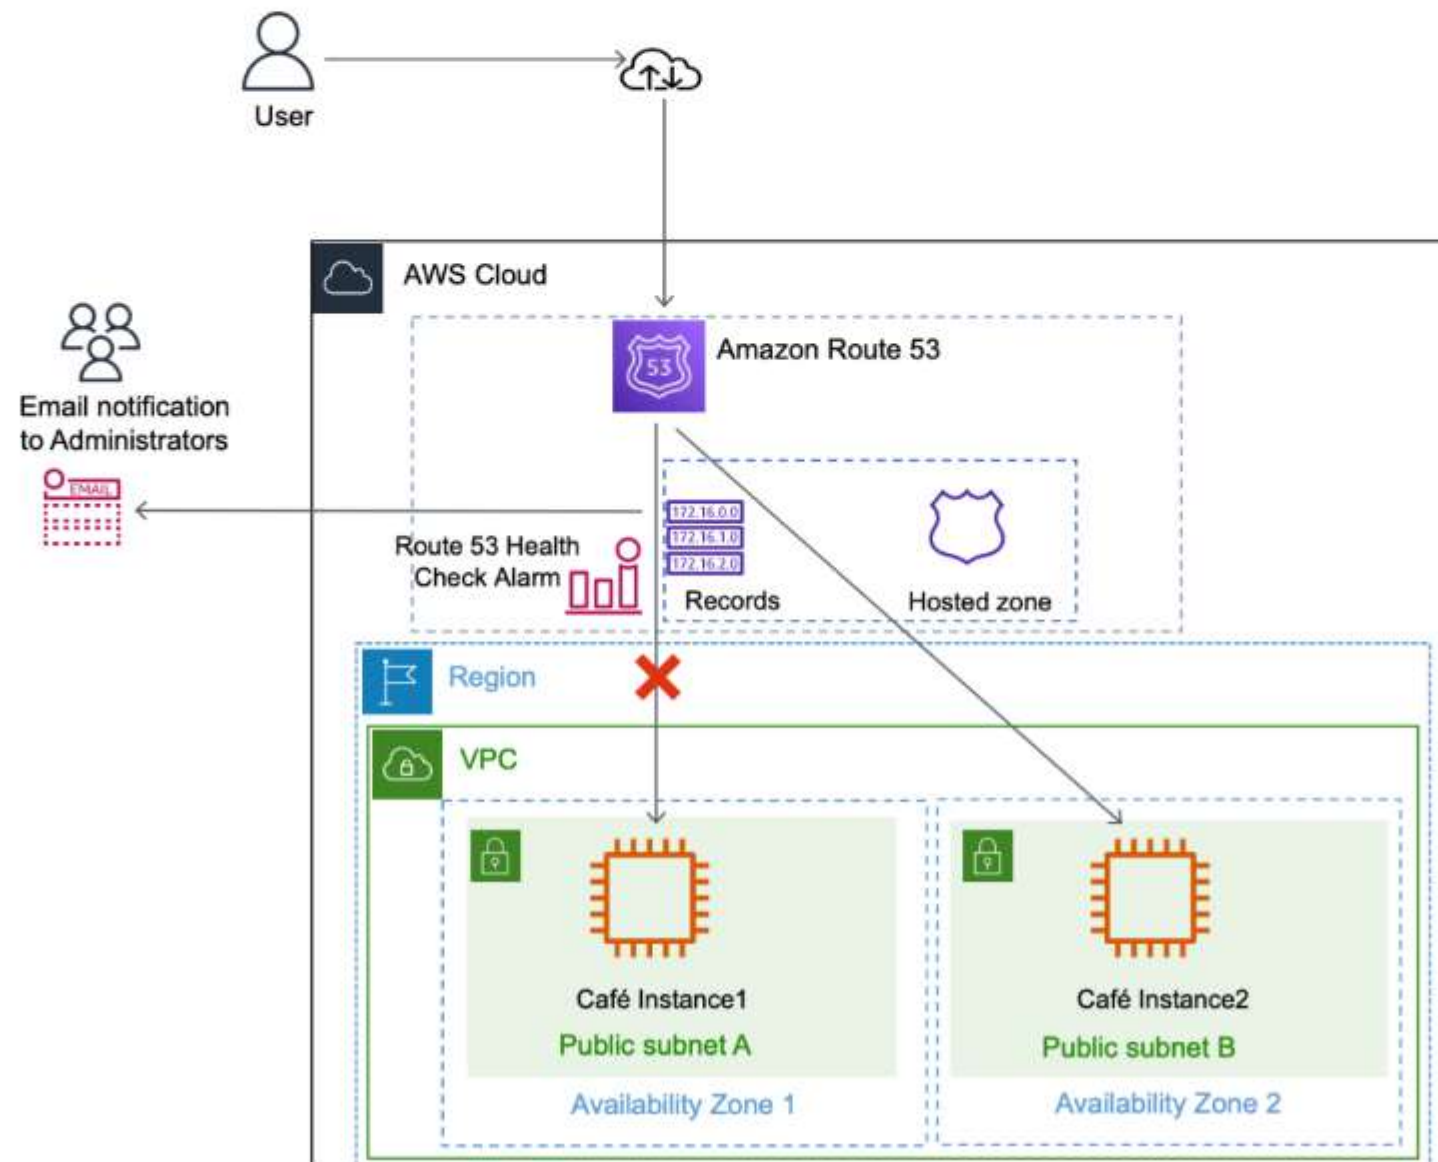 User
AWS Cloud
53
Amazon Route 53
Email notification
to Administrators
EMAIL
172.16.0.0
172.16.1.0
172.16.2.0
Route 53 Health
Check Alarm
Records
Hosted zone
Region
VPC
Café Instance1
Public subnet A
Availability Zone 1
Café Instance2
Public subnet B
Availability Zone 2